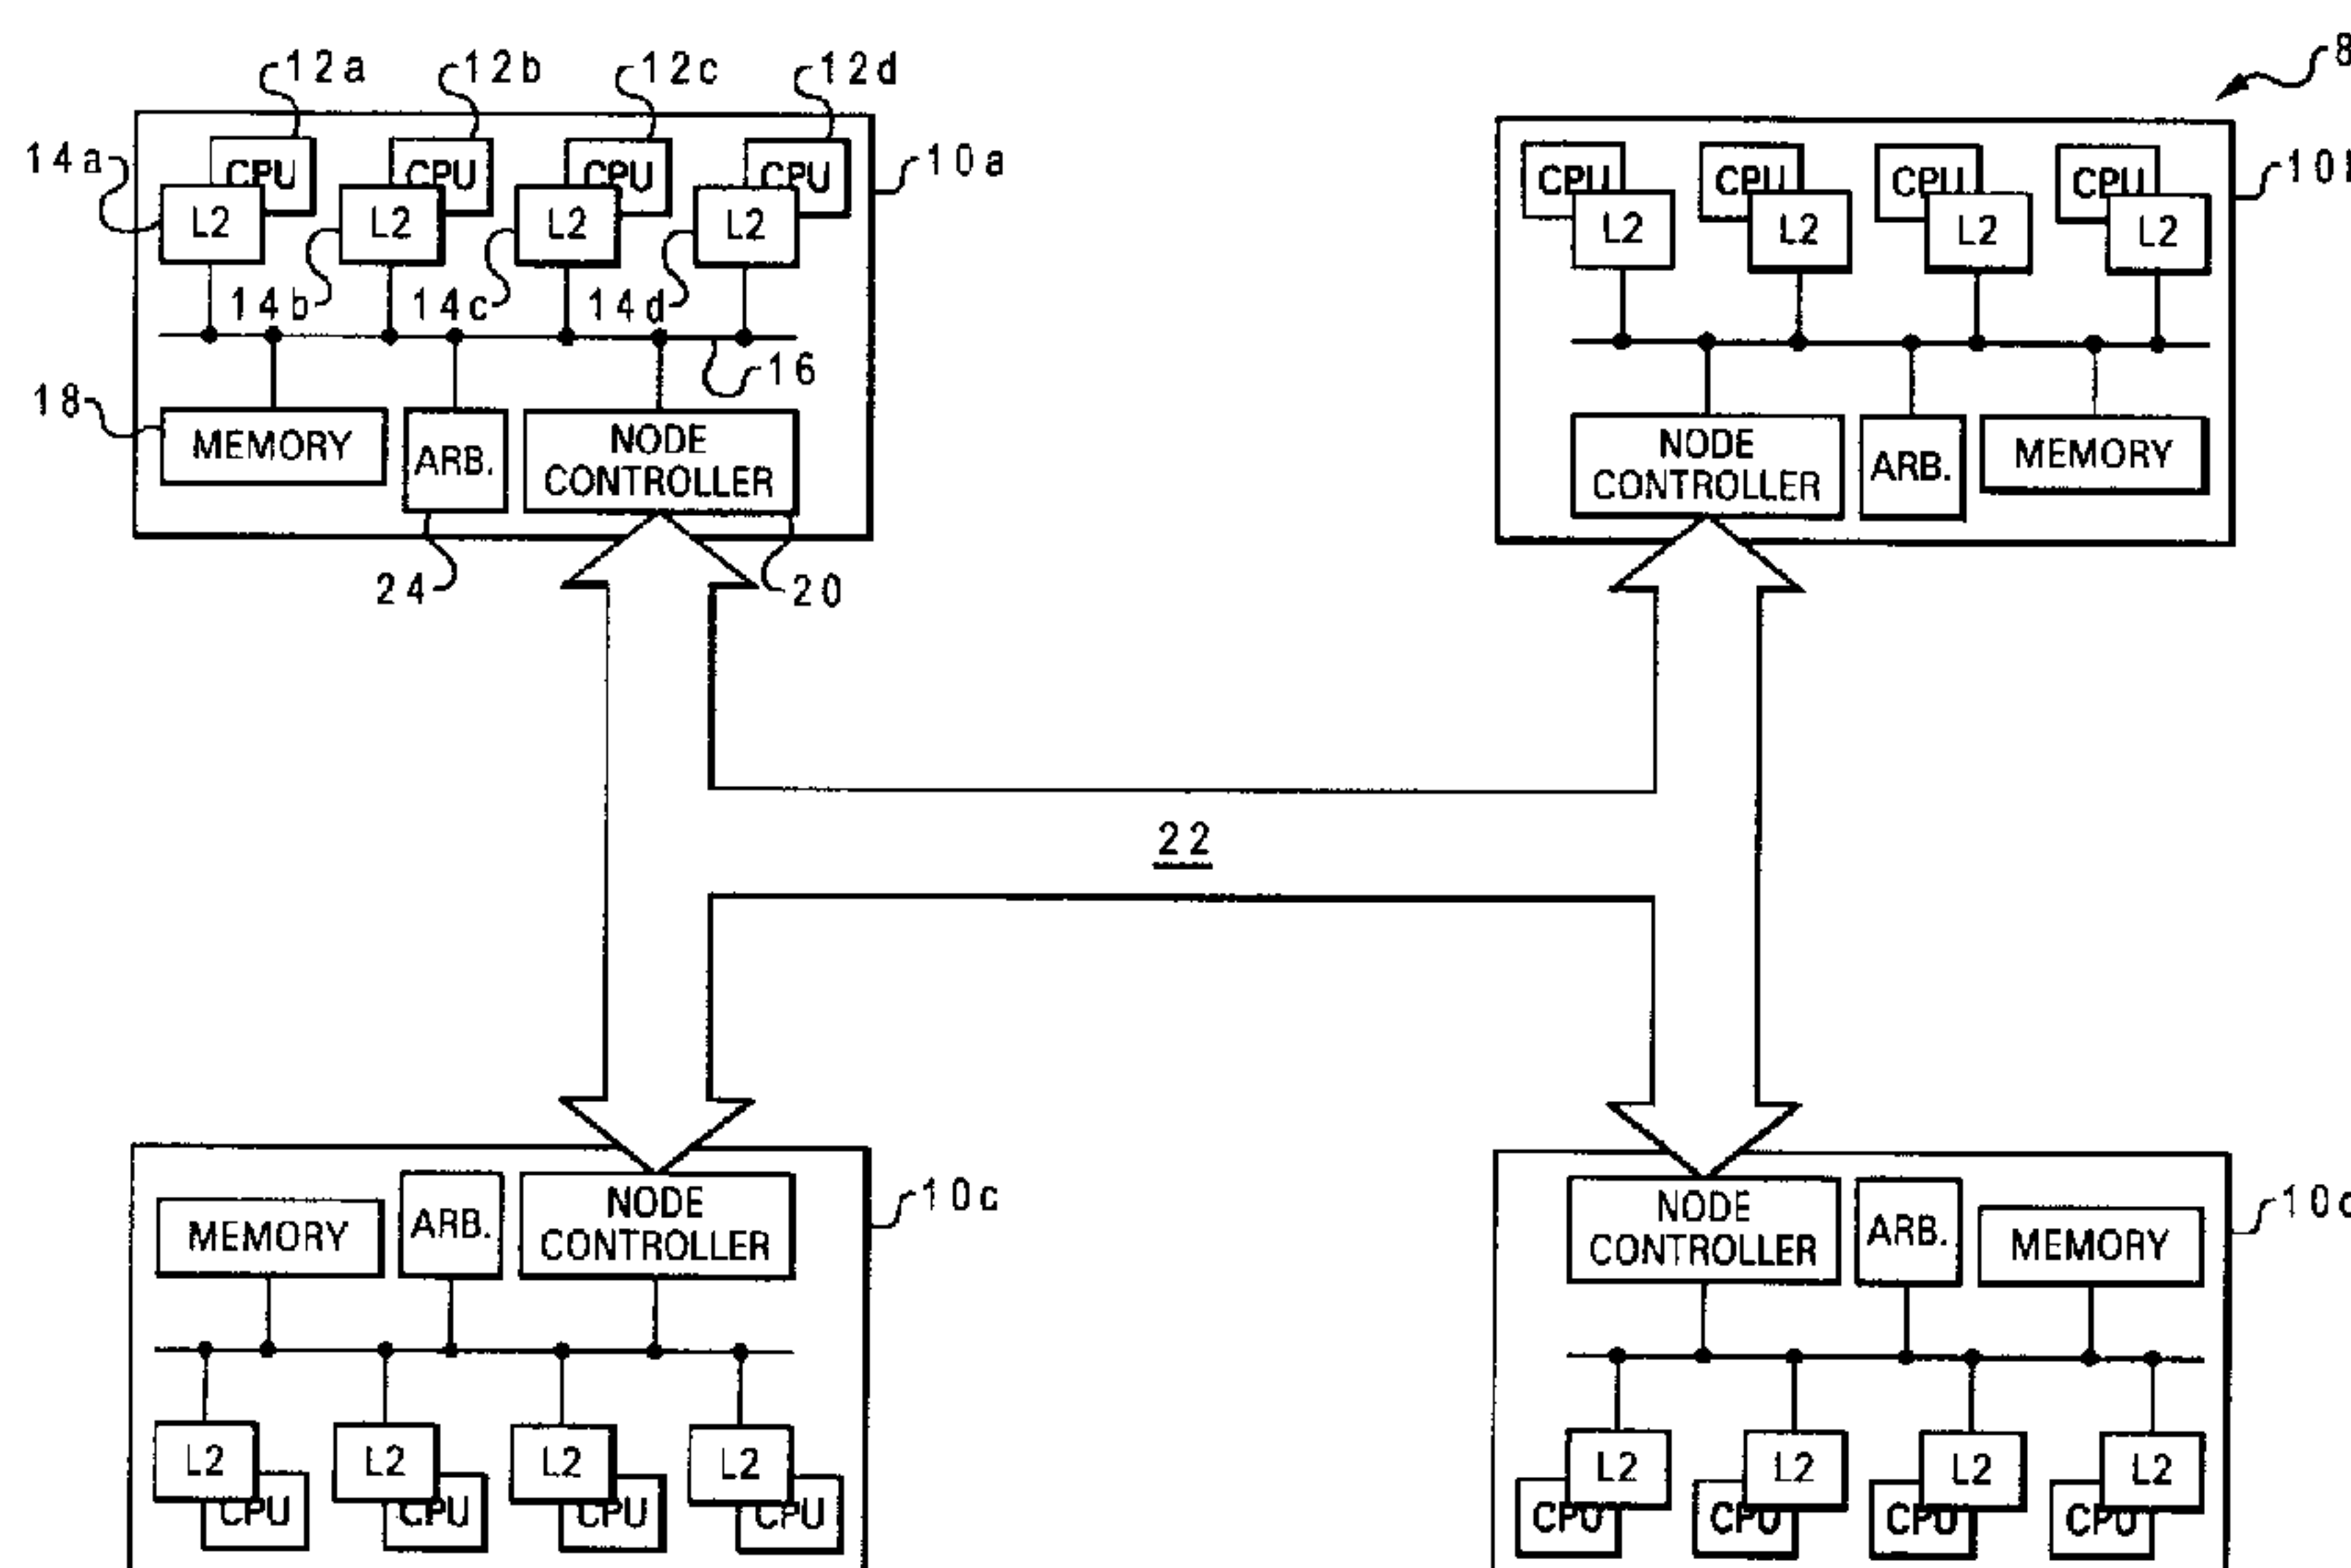 12a 12b 12c 12d
8
14a
CPU CPU CPU CPU
10a
CPU CPU CPU CPU
L2 L2 L2 L2
L2 L2 L2 L2
14b 14c 14d
16
18
MEMORY
ARB.
NODE
CONTROLLER
NODE
CONTROLLER
ARB.
MEMORY
24
20
22
MEMORY
ARB.
NODE
CONTROLLER
10c
NODE
CONTROLLER
ARB.
MEMORY
L2 L2 L2 L2
CPU CPU CPU CPU
L2 L2 L2 L2
CPU CPU CPU CPU